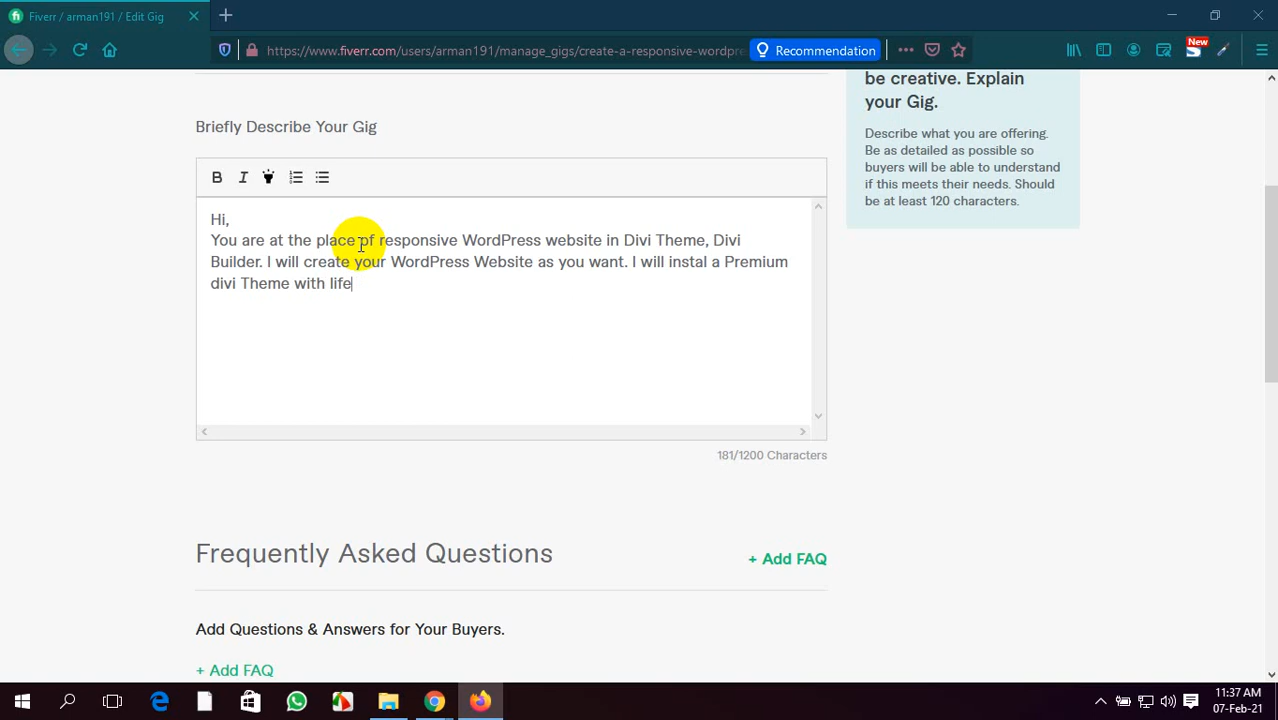 Fiverr / arman191 / Edit Gig
https://www.fiverr.com/users/arman191/manage_gigs/create-a-responsive-wordpre
Recommendation
New
be creative. Explain
your Gig.
Describe what you are offering.
Be as detailed as possible so
buyers will be able to understand
if this meets their needs. Should
be at least 120 characters.
Briefly Describe Your Gig
B I
Hi,
You are at the place of responsive WordPress website in Divi Theme, Divi
Builder. I will create your WordPress Website as you want. I will instal a Premium
divi Theme with life
181/1200 Characters
Frequently Asked Questions
+ Add FAQ
Add Questions & Answers for Your Buyers.
+ Add FAQ
11:37 AM
07-Feb-21